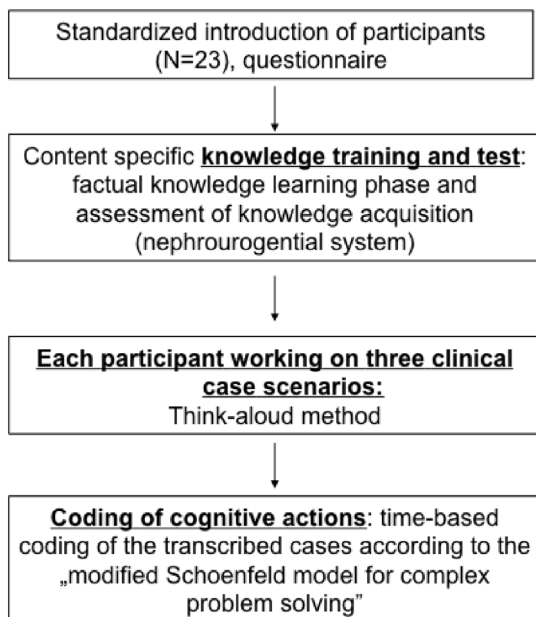 Standardized introduction of participants
(N=23), questionnaire
Content specific knowledge training and test:
factual knowledge learning phase and
assessment of knowledge acquisition
(nephrourogential system)
Each participant working on three clinical
case scenarios:
Think-aloud method
Coding of cognitive actions: time-based
coding of the transcribed cases according to the
„modified Schoenfeld model for complex
problem solving”